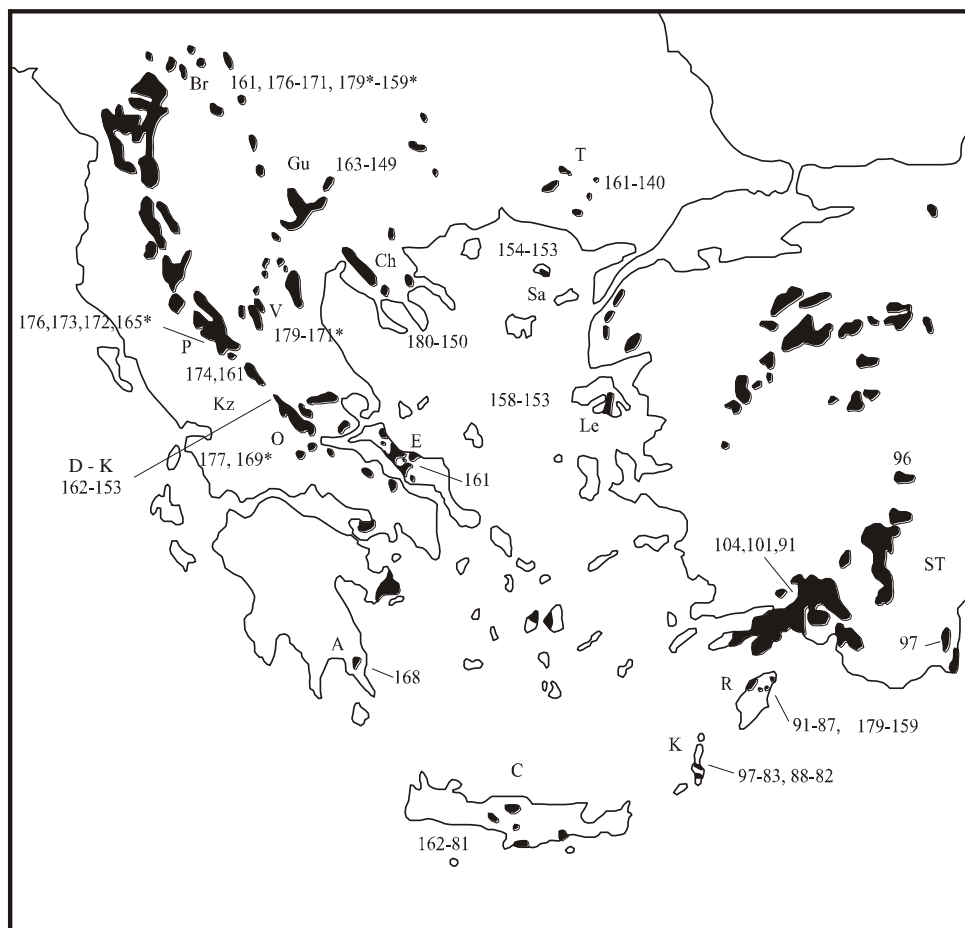 Br
161, 176-171, 179*-159*
Gu
163-149
T
161-140
154-153
Sa
Ch
180-150
V
179-171*
176,173,172,165*
P
174,161
Kz
158-153
Le
O
E
161
D - K
162-153
177, 169*
96
104,101,91
ST
97
A
168
R
91-87, 179-159
K
97-83, 88-82
C
162-81